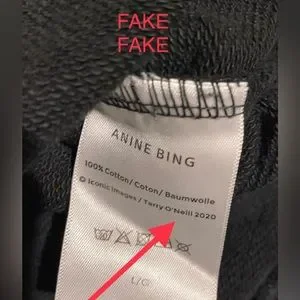 FAKE
FAKE
ANINE BING
100% Cotton / Coton / Baumwolle
© Iconic Images / Terry O'Neill 2020
L/G